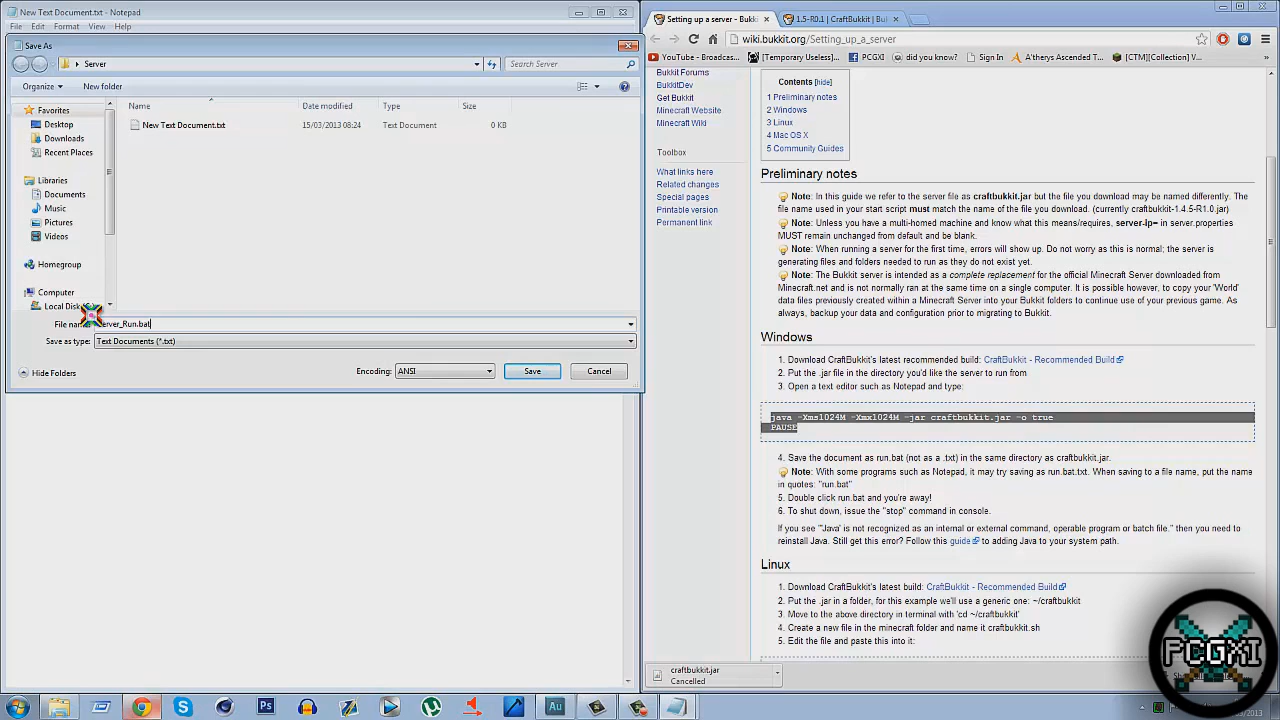 New Text Document.txt - Notepad
File Edit Format View Help
Save As
Server
Search Server
Organize
New folder
Name
Date modified
Type
Size
New Text Document.txt
15/03/2013 08:24
Text Document
0 KB
Favorites
Desktop
Downloads
Recent Places
Libraries
Documents
Music
Pictures
Videos
Homegroup
Computer
Local Disk
File name:
Server_Run.bat
Save as type:
Text Documents (*.txt)
Hide Folders
Encoding:
ANSI
Save
Cancel
Setting up a server - Bukki
1.5-R0.1 | CraftBukkit | Bul
wiki.bukkit.org/Setting_up_a_server
YouTube - Broadcas...
[Temporary Useless]...
PCGXI
did you know?
Sign In
A'therys Ascended T...
[CTM][Collection] V...
Bukkit Forums
BukkitDev
Get Bukkit
Minecraft Website
Minecraft Wiki
Toolbox
What links here
Related changes
Special pages
Printable version
Permanent link
Contents [hide]
1 Preliminary notes
2 Windows
3 Linux
4 Mac OS X
5 Community Guides
Preliminary notes
Note: In this guide we refer to the server file as craftbukkit.jar but the file you download may be named differently. The
file name used in your start script must match the name of the file you download. (currently craftbukkit-1.4.5-R1.0.jar)
Note: Unless you have a multi-homed machine and know what this means/requires, server-ip= in server.properties
MUST remain unchanged from default and be blank.
Note: When running a server for the first time, errors will show up. Do not worry as this is normal; the server is
generating files and folders needed to run as they do not exist yet.
Note: The Bukkit server is intended as a complete replacement for the official Minecraft Server downloaded from
Minecraft.net and is not normally ran at the same time on a single computer. It is possible however, to copy your 'World'
data files previously created within a Minecraft Server into your Bukkit folders to continue use of your previous game. As
always, backup your data and configuration prior to migrating to Bukkit.
Windows
1. Download CraftBukkit's latest recommended build: CraftBukkit - Recommended Build
2. Put the .jar file in the directory you'd like the server to run from
3. Open a text editor such as Notepad and type:
java -Xms1024M -Xmx1024M -jar craftbukkit.jar -o true
PAUSE
4. Save the document as run.bat (not as a .txt) in the same directory as craftbukkit.jar.
Note: With some programs such as Notepad, it may try saving as run.bat.txt. When saving to a file name, put the name
in quotes: "run.bat"
5. Double click run.bat and you're away!
6. To shut down, issue the "stop" command in console.
If you see "'Java' is not recognized as an internal or external command, operable program or batch file." then you need to
reinstall Java. Still get this error? Follow this guide to adding Java to your system path.
Linux
1. Download CraftBukkit's latest build: CraftBukkit - Recommended Build
2. Put the .jar in a folder, for this example we'll use a generic one: ~/craftbukkit
3. Move to the above directory in terminal with 'cd ~/craftbukkit'
4. Create a new file in the minecraft folder and name it craftbukkit.sh
5. Edit the file and paste this into it:
craftbukkit.jar
Cancelled
PCGXI